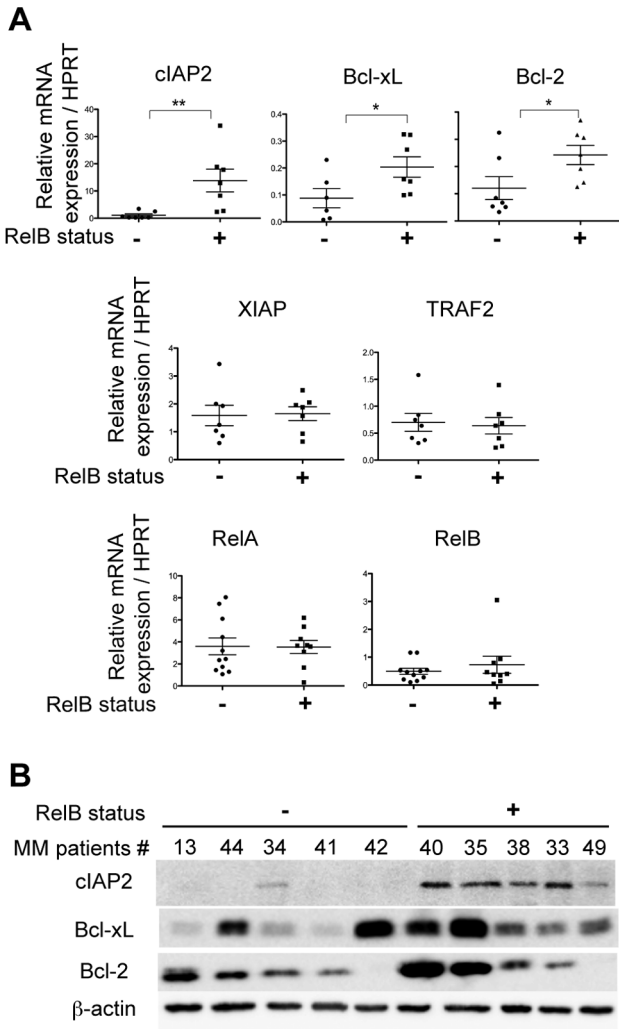 A
cIAP2 Bcl-xL Bcl-2
Relative mRNA
expression / HPRT
** * *
40 30 20 10 0
0.4 0.3 0.2 0.1 0.0
RelB status - + - + - +
XIAP TRAF2
Relative mRNA
expression / HPRT
4 3 2 1 0
2.0 1.5 1.0 0.5 0.0
RelB status - + - +
RelA RelB
Relative mRNA
expression / HPRT
10 8 6 4 2 0
4 3 2 1 0
RelB status - + - +
B
RelB status - +
MM patients # 13 44 34 41 42 40 35 38 33 49
cIAP2
Bcl-xL
Bcl-2
β-actin